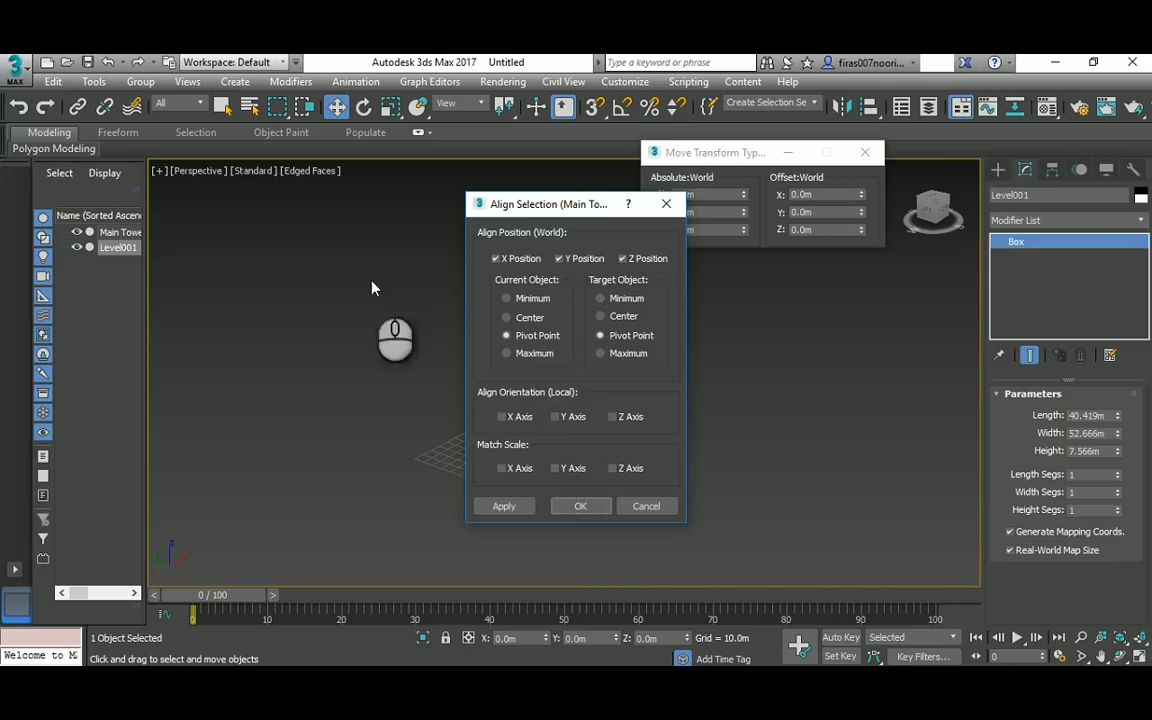 Workspace: Default
Autodesk 3ds Max 2017 Untitled
Type a keyword or phrase
firas007noori...
MAX
Edit Tools Group Views Create Modifiers Animation Graph Editors Rendering Civil View Customize Scripting Content Help
All
View
Create Selection Se
Modeling Freeform Selection Object Paint Populate
Polygon Modeling
Select Display
Name (Sorted Ascen
Main Towe
Level001
[+] [Perspective] [Standard] [Edged Faces]
3 Move Transform Typ...
Absolute:World Offset:World
X: 0.0m
Y: 0.0m
Z: 0.0m
3 Align Selection (Main To... ?
Align Position (World):
X Position Y Position Z Position
Current Object: Target Object:
Minimum Minimum
Center Center
Pivot Point Pivot Point
Maximum Maximum
Align Orientation (Local):
X Axis Y Axis Z Axis
Match Scale:
X Axis Y Axis Z Axis
Apply OK Cancel
Level001
Modifier List
Box
Parameters
Length: 40.419m
Width: 52.666m
Height: 7.566m
Length Segs: 1
Width Segs: 1
Height Segs: 1
Generate Mapping Coords.
Real-World Map Size
0 / 100
0 10 20 30 40 50 60 70 80 90 100
1 Object Selected
X: 0.0m Y: 0.0m Z: 0.0m Grid = 10.0m
Auto Key Selected
Welcome to M
Click and drag to select and move objects
Add Time Tag
Set Key Key Filters...
0